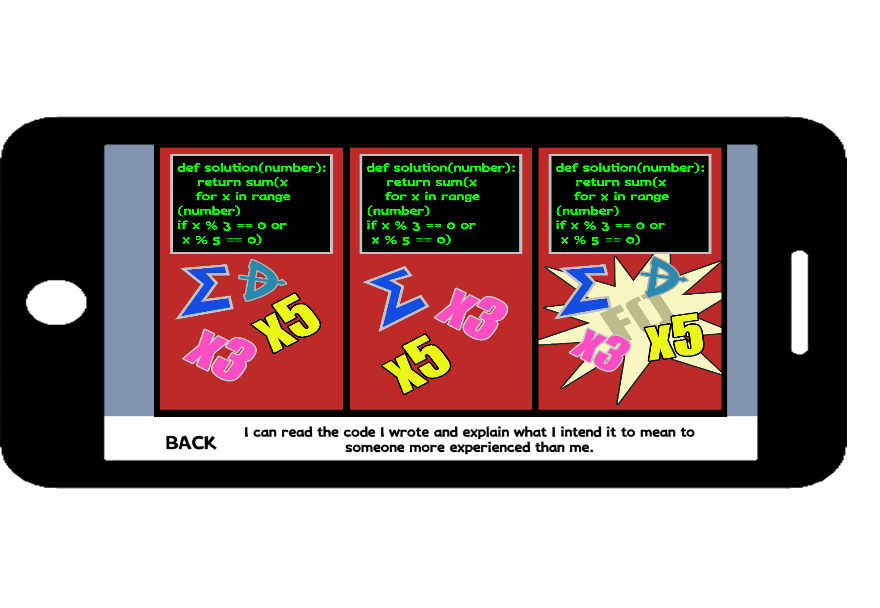 def solution(number):
return sum(x
for x in range
(number)
if x % 3 == 0 or
x % 5 == 0)
Σ
x5
x3
def solution(number):
return sum(x
for x in range
(number)
if x % 3 == 0 or
x % 5 == 0)
Σ
x3
x5
def solution(number):
return sum(x
for x in range
(number)
if x % 3 == 0 or
x % 5 == 0)
Σ
x3
x5
BACK
I can read the code I wrote and explain what I intend it to mean to
someone more experienced than me.